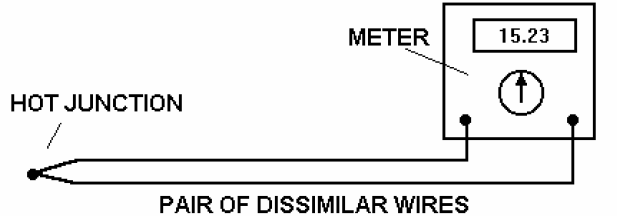 METER
15.23
HOT JUNCTION
PAIR OF DISSIMILAR WIRES